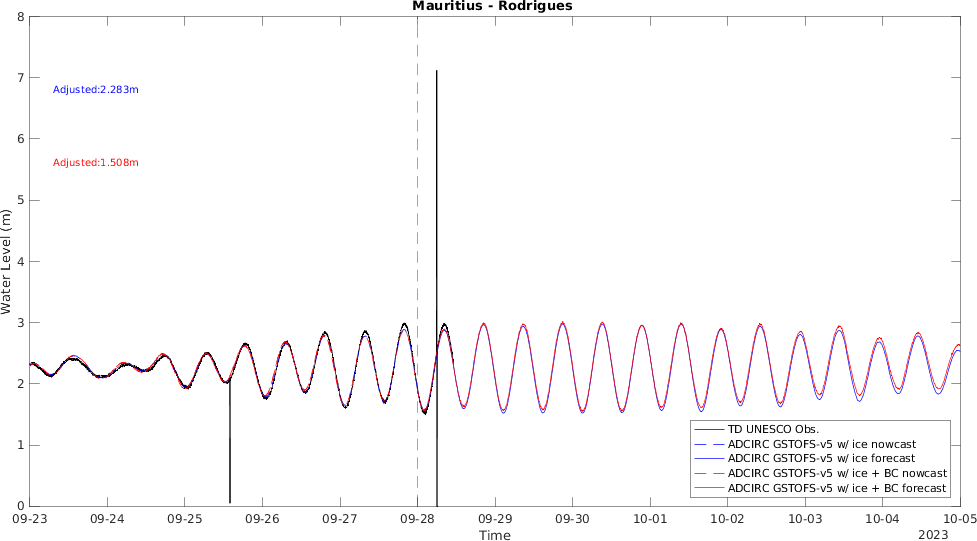 Mauritius - Rodrigues
8
7
6
5
4
3
2
1
0
Water Level (m)
Adjusted:2.283m
Adjusted:1.508m
TD UNESCO Obs.
ADCIRC GSTOFS-v5 w/ ice nowcast
ADCIRC GSTOFS-v5 w/ ice forecast
ADCIRC GSTOFS-v5 w/ ice + BC nowcast
ADCIRC GSTOFS-v5 w/ ice + BC forecast
09-23 09-24 09-25 09-26 09-27 09-28 09-29 09-30 10-01 10-02 10-03 10-04 10-05
Time
2023